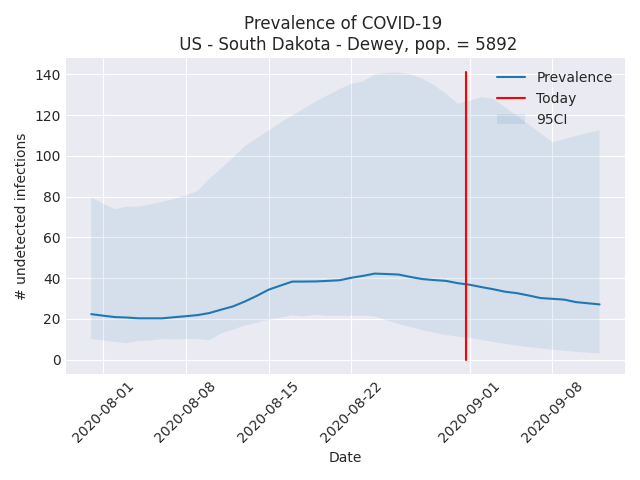 Prevalence of COVID-19
US - South Dakota - Dewey, pop. = 5892
Prevalence
Today
95CI
# undetected infections
140
120
100
80
60
40
20
0
2020-08-01
2020-08-08
2020-08-15
2020-08-22
2020-09-01
2020-09-08
Date